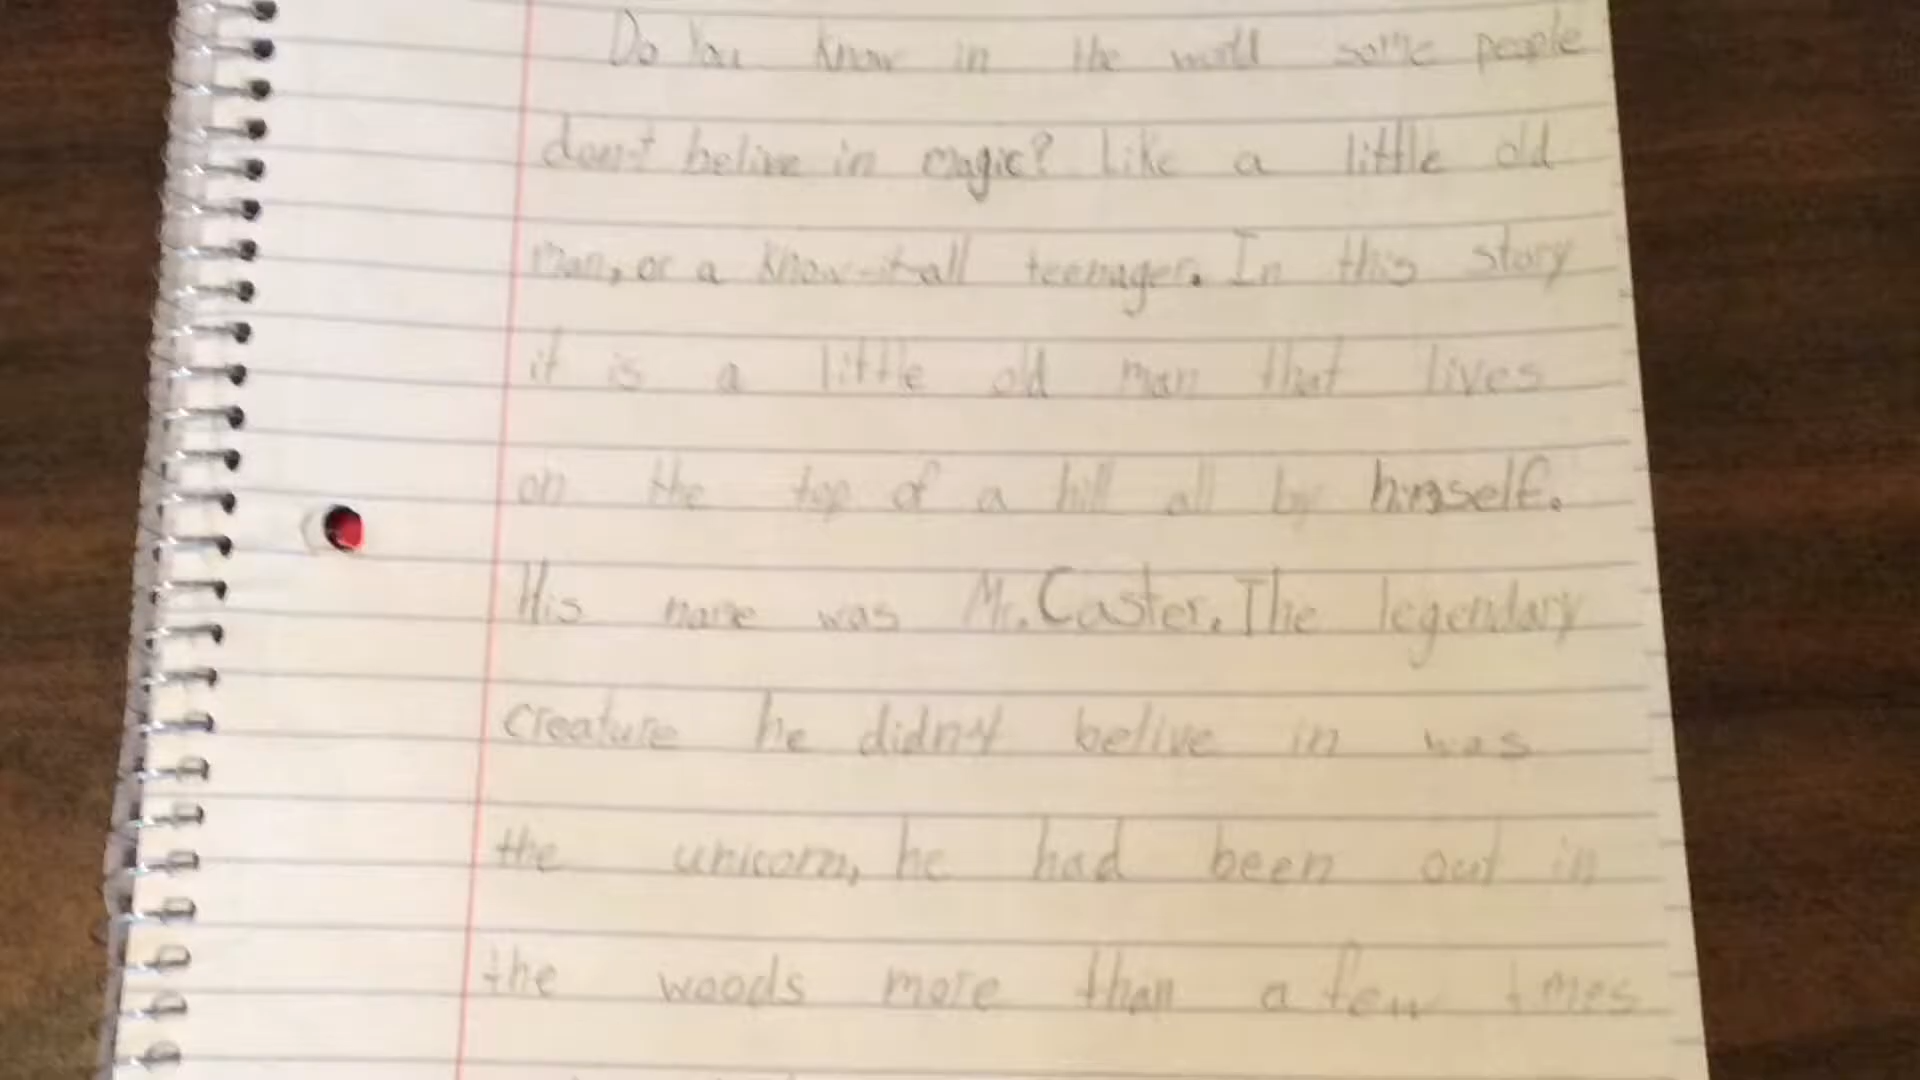 Do You know in the world some people
don't belive in magic? Like a little old
man, or a know-it-all teenager. In this story
it is a little old man that lives
on the top of a hill all by himself.
His name was Mr. Caster. The legendary
creature he didn't belive in was
the unicorn, he had been out in
the woods more than a few times